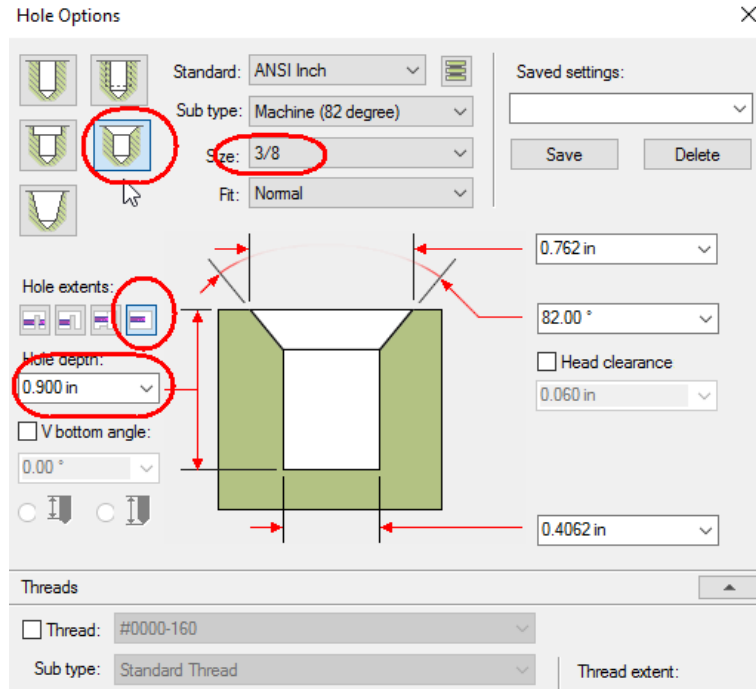 Hole Options
Standard: ANSI Inch
Saved settings:
Sub type: Machine (82 degree)
Size: 3/8
Save Delete
Fit: Normal
0.762 in
Hole extents:
82.00 °
Hole depth:
Head clearance
0.900 in
0.060 in
V bottom angle:
0.00 °
0.4062 in
Threads
Thread: #0000-160
Sub type: Standard Thread
Thread extent: